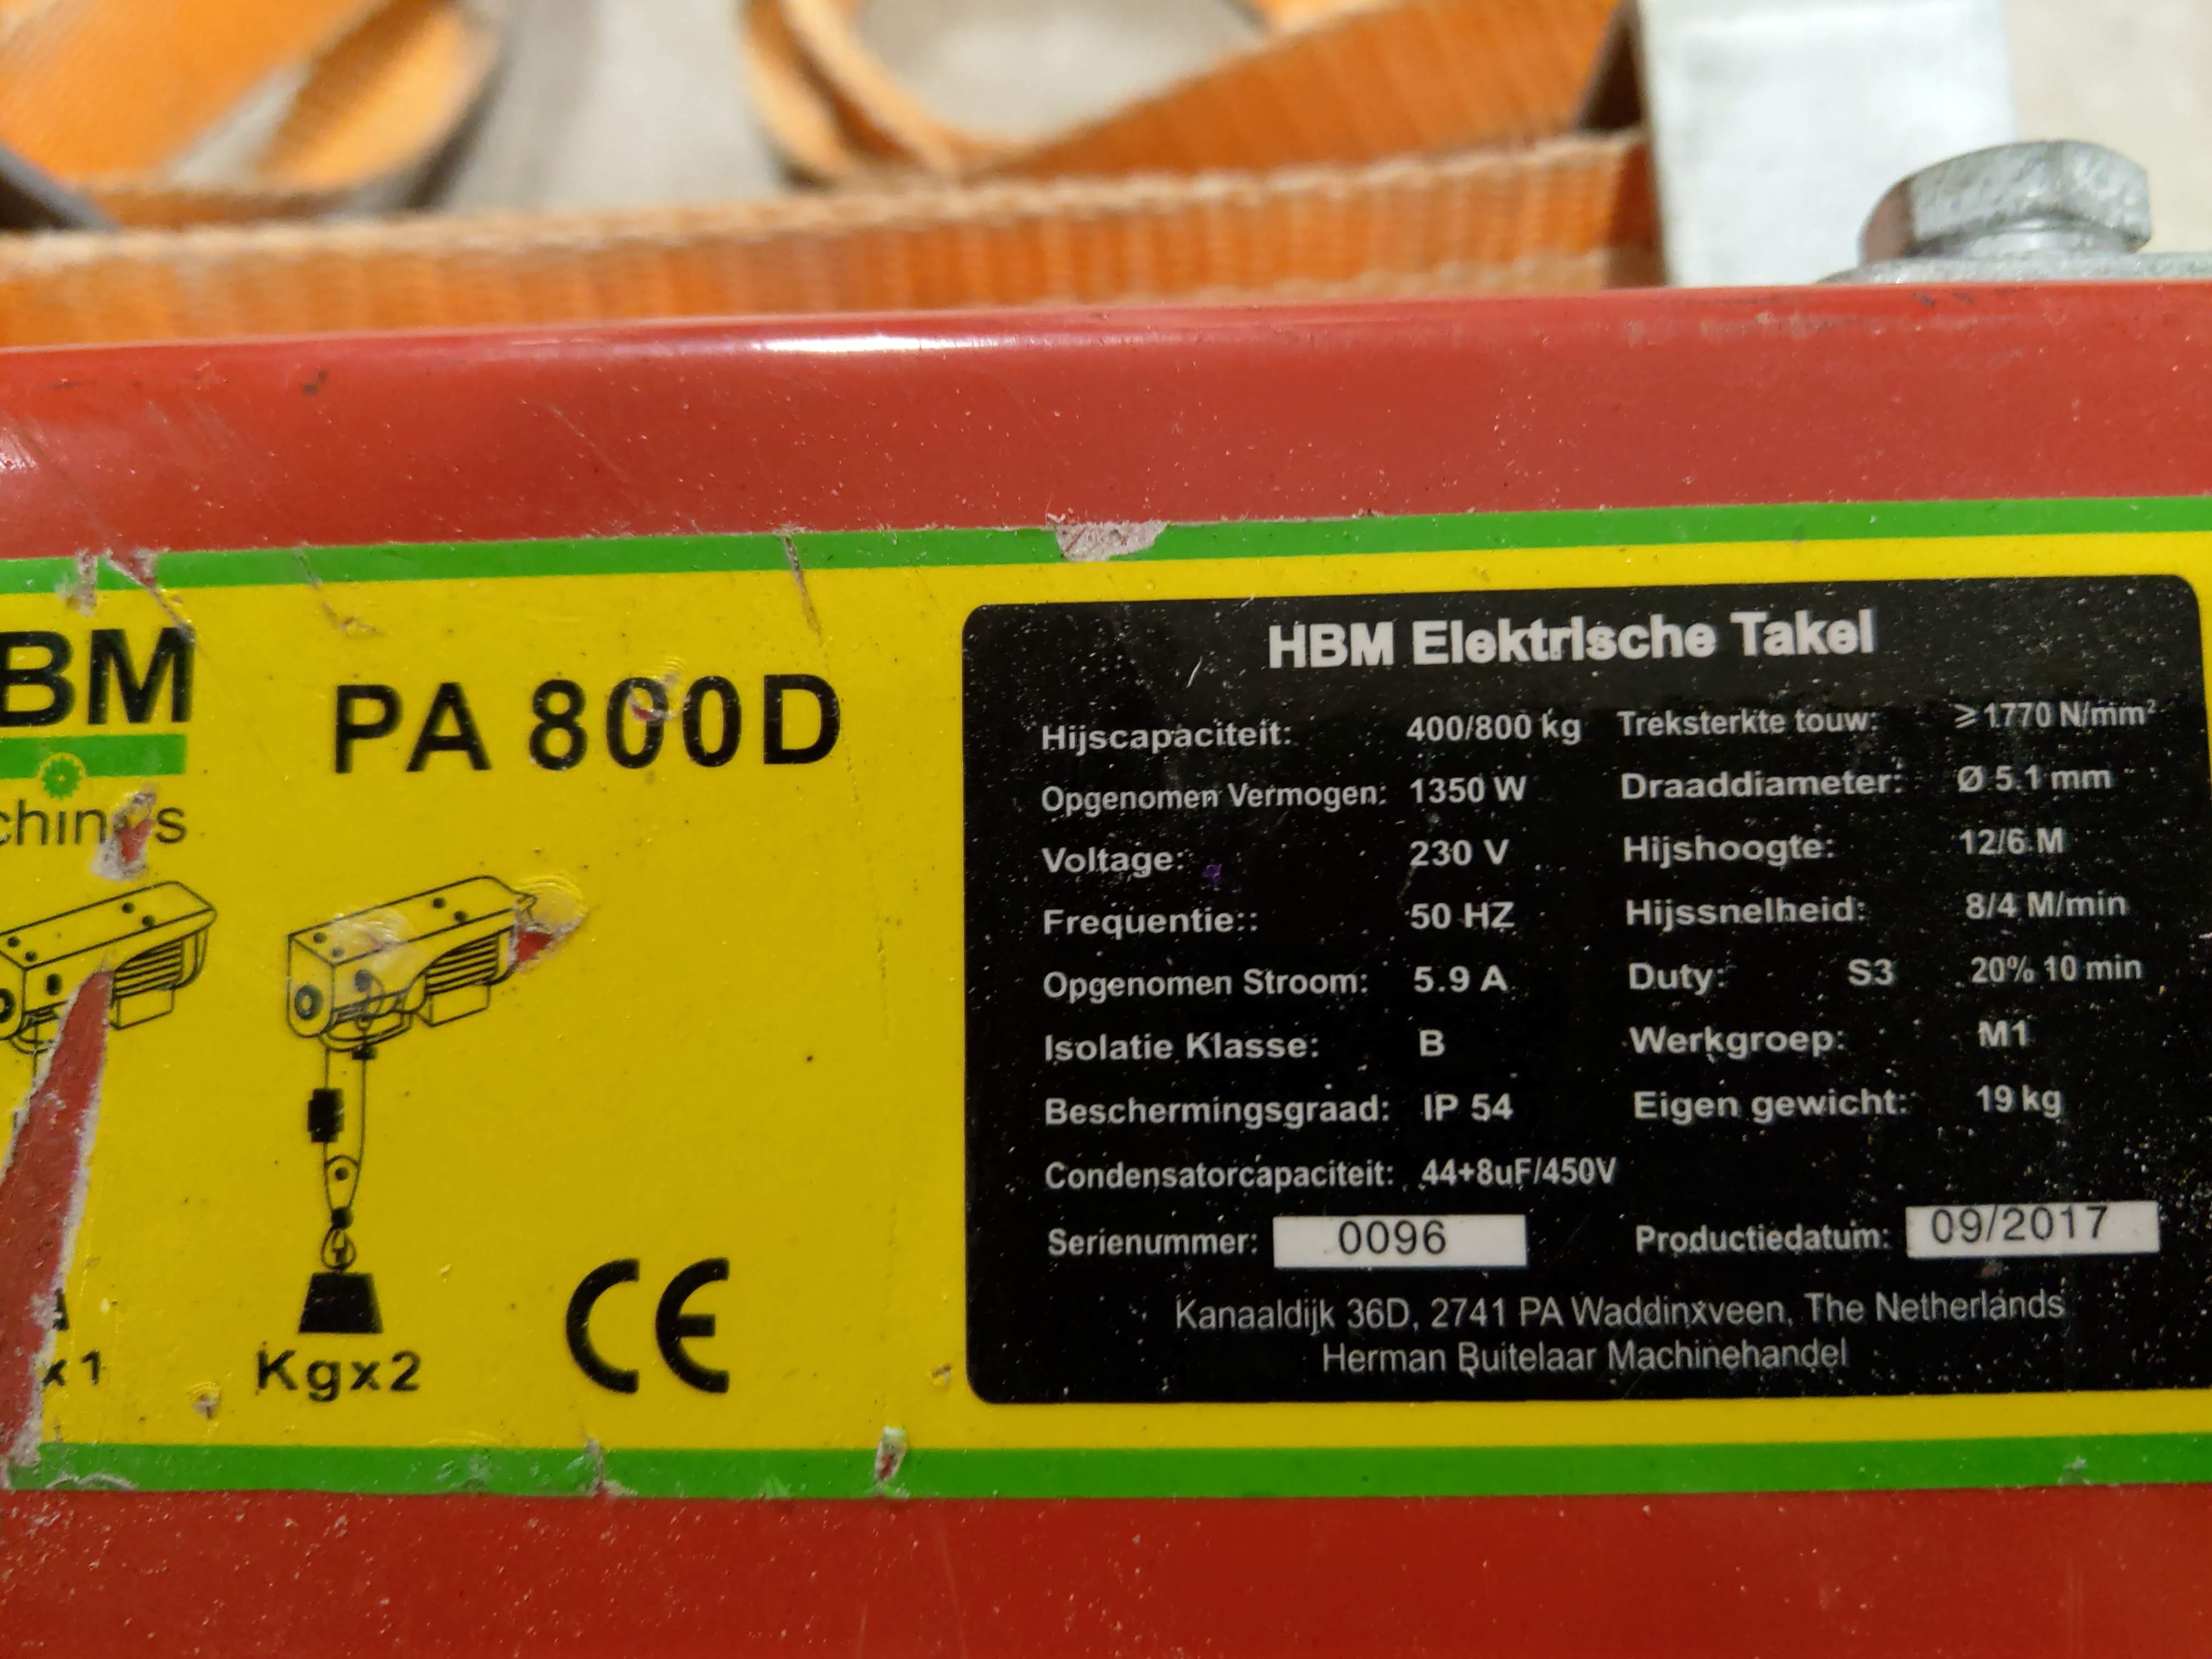 BM
PA 800D
HBM Elektrische Takel
Hijscapaciteit: 400/800 kg Treksterkte touw: ⩾1770 N/mm²
Opgenomen Vermogen: 1350 W Draaddiameter: Ø 5.1 mm
Voltage: 230 V Hijshoogte: 12/6 M
Frequentie:: 50 HZ Hijssnelheid: 8/4 M/min
Opgenomen Stroom: 5.9 A Duty: S3 20% 10 min
Isolatie Klasse: B Werkgroep: M1
Beschermingsgraad: IP 54 Eigen gewicht: 19 kg
Condensatorcapaciteit: 44+8uF/450V
Serienummer: 0096 Productiedatum: 09/2017
Kanaaldijk 36D, 2741 PA Waddinxveen, The Netherlands
Herman Buitelaar Machinehandel
x1
Kgx2
CE